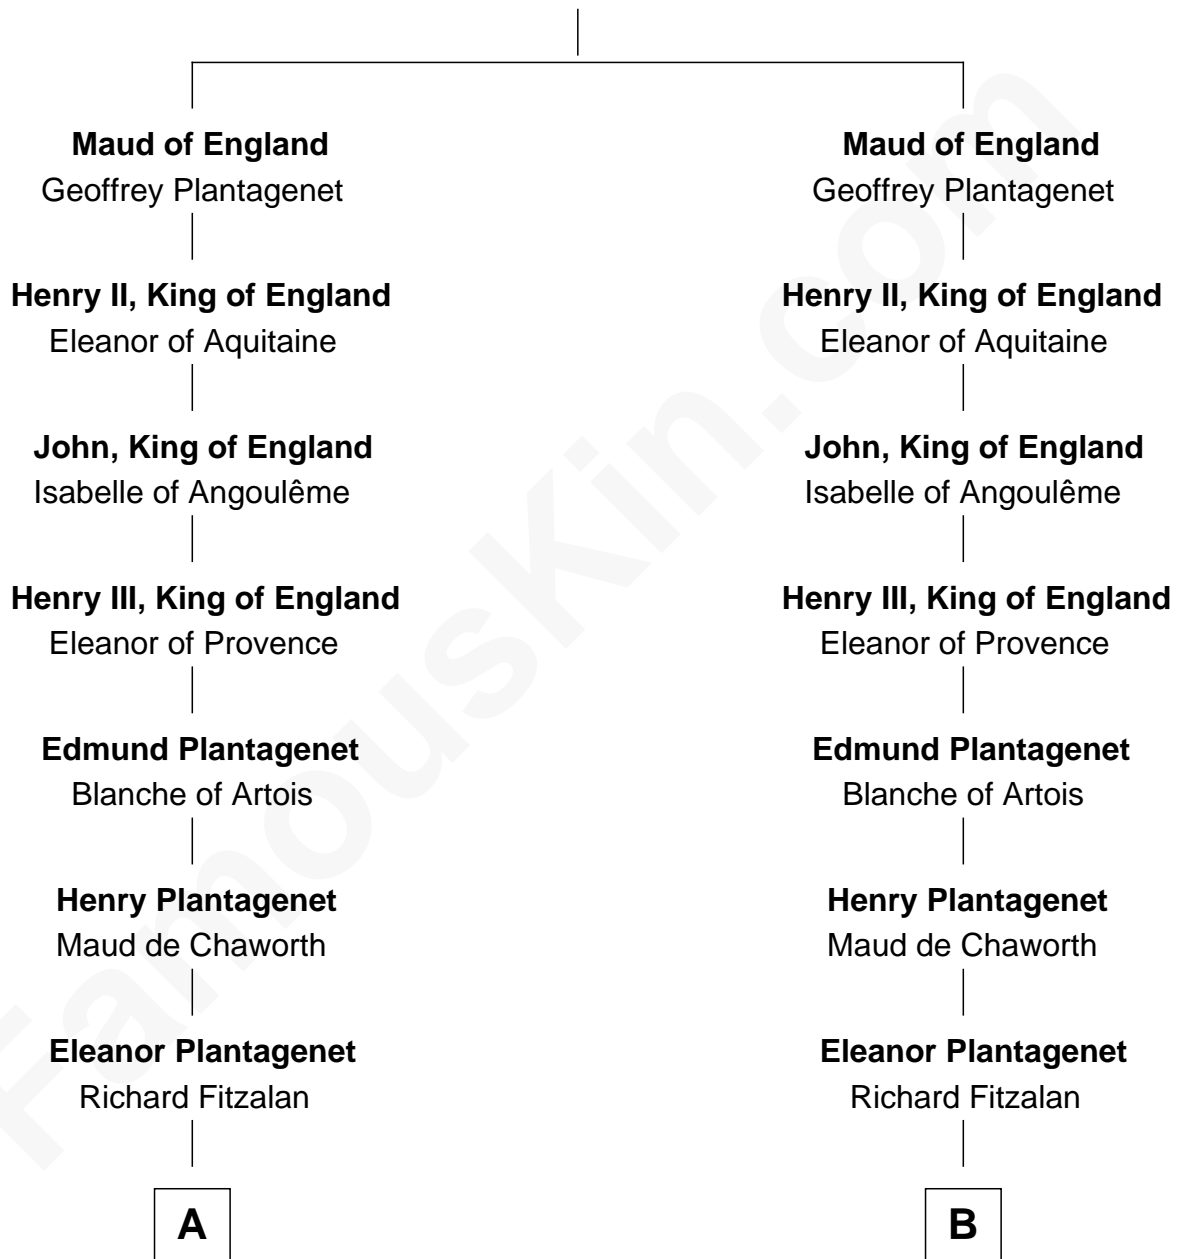 Maud of England
Geoffrey Plantagenet
Henry II, King of England
Eleanor of Aquitaine
John, King of England
Isabelle of Angoulême
Henry III, King of England
Eleanor of Provence
Edmund Plantagenet
Blanche of Artois
Henry Plantagenet
Maud de Chaworth
Eleanor Plantagenet
Richard Fitzalan
A
Maud of England
Geoffrey Plantagenet
Henry II, King of England
Eleanor of Aquitaine
John, King of England
Isabelle of Angoulême
Henry III, King of England
Eleanor of Provence
Edmund Plantagenet
Blanche of Artois
Henry Plantagenet
Maud de Chaworth
Eleanor Plantagenet
Richard Fitzalan
B
FamousKin.com